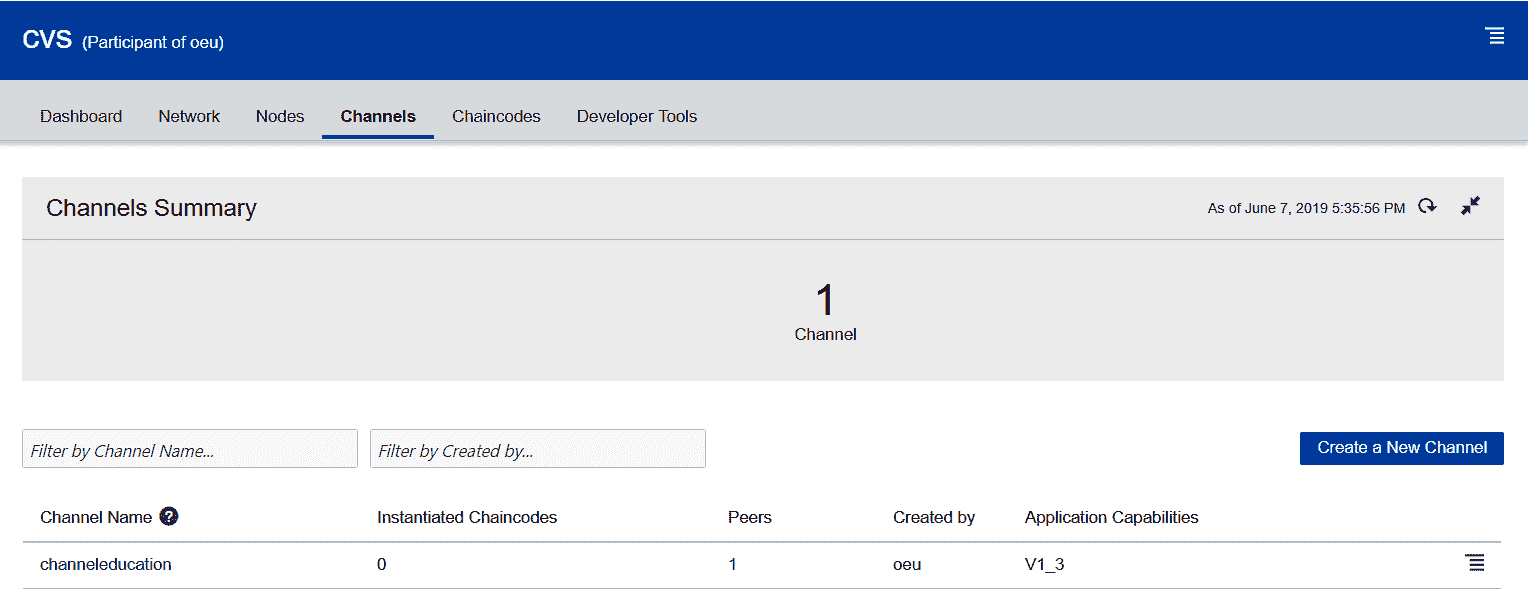 CVS (Participant of oeu)
Dashboard Network Nodes Channels Chaincodes Developer Tools
Channels Summary As of June 7, 2019 5:35:56 PM
1
Channel
Filter by Channel Name... Filter by Created by... Create a New Channel
Channel Name ? Instantiated Chaincodes Peers Created by Application Capabilities
channeleducation 0 1 oeu V1_3